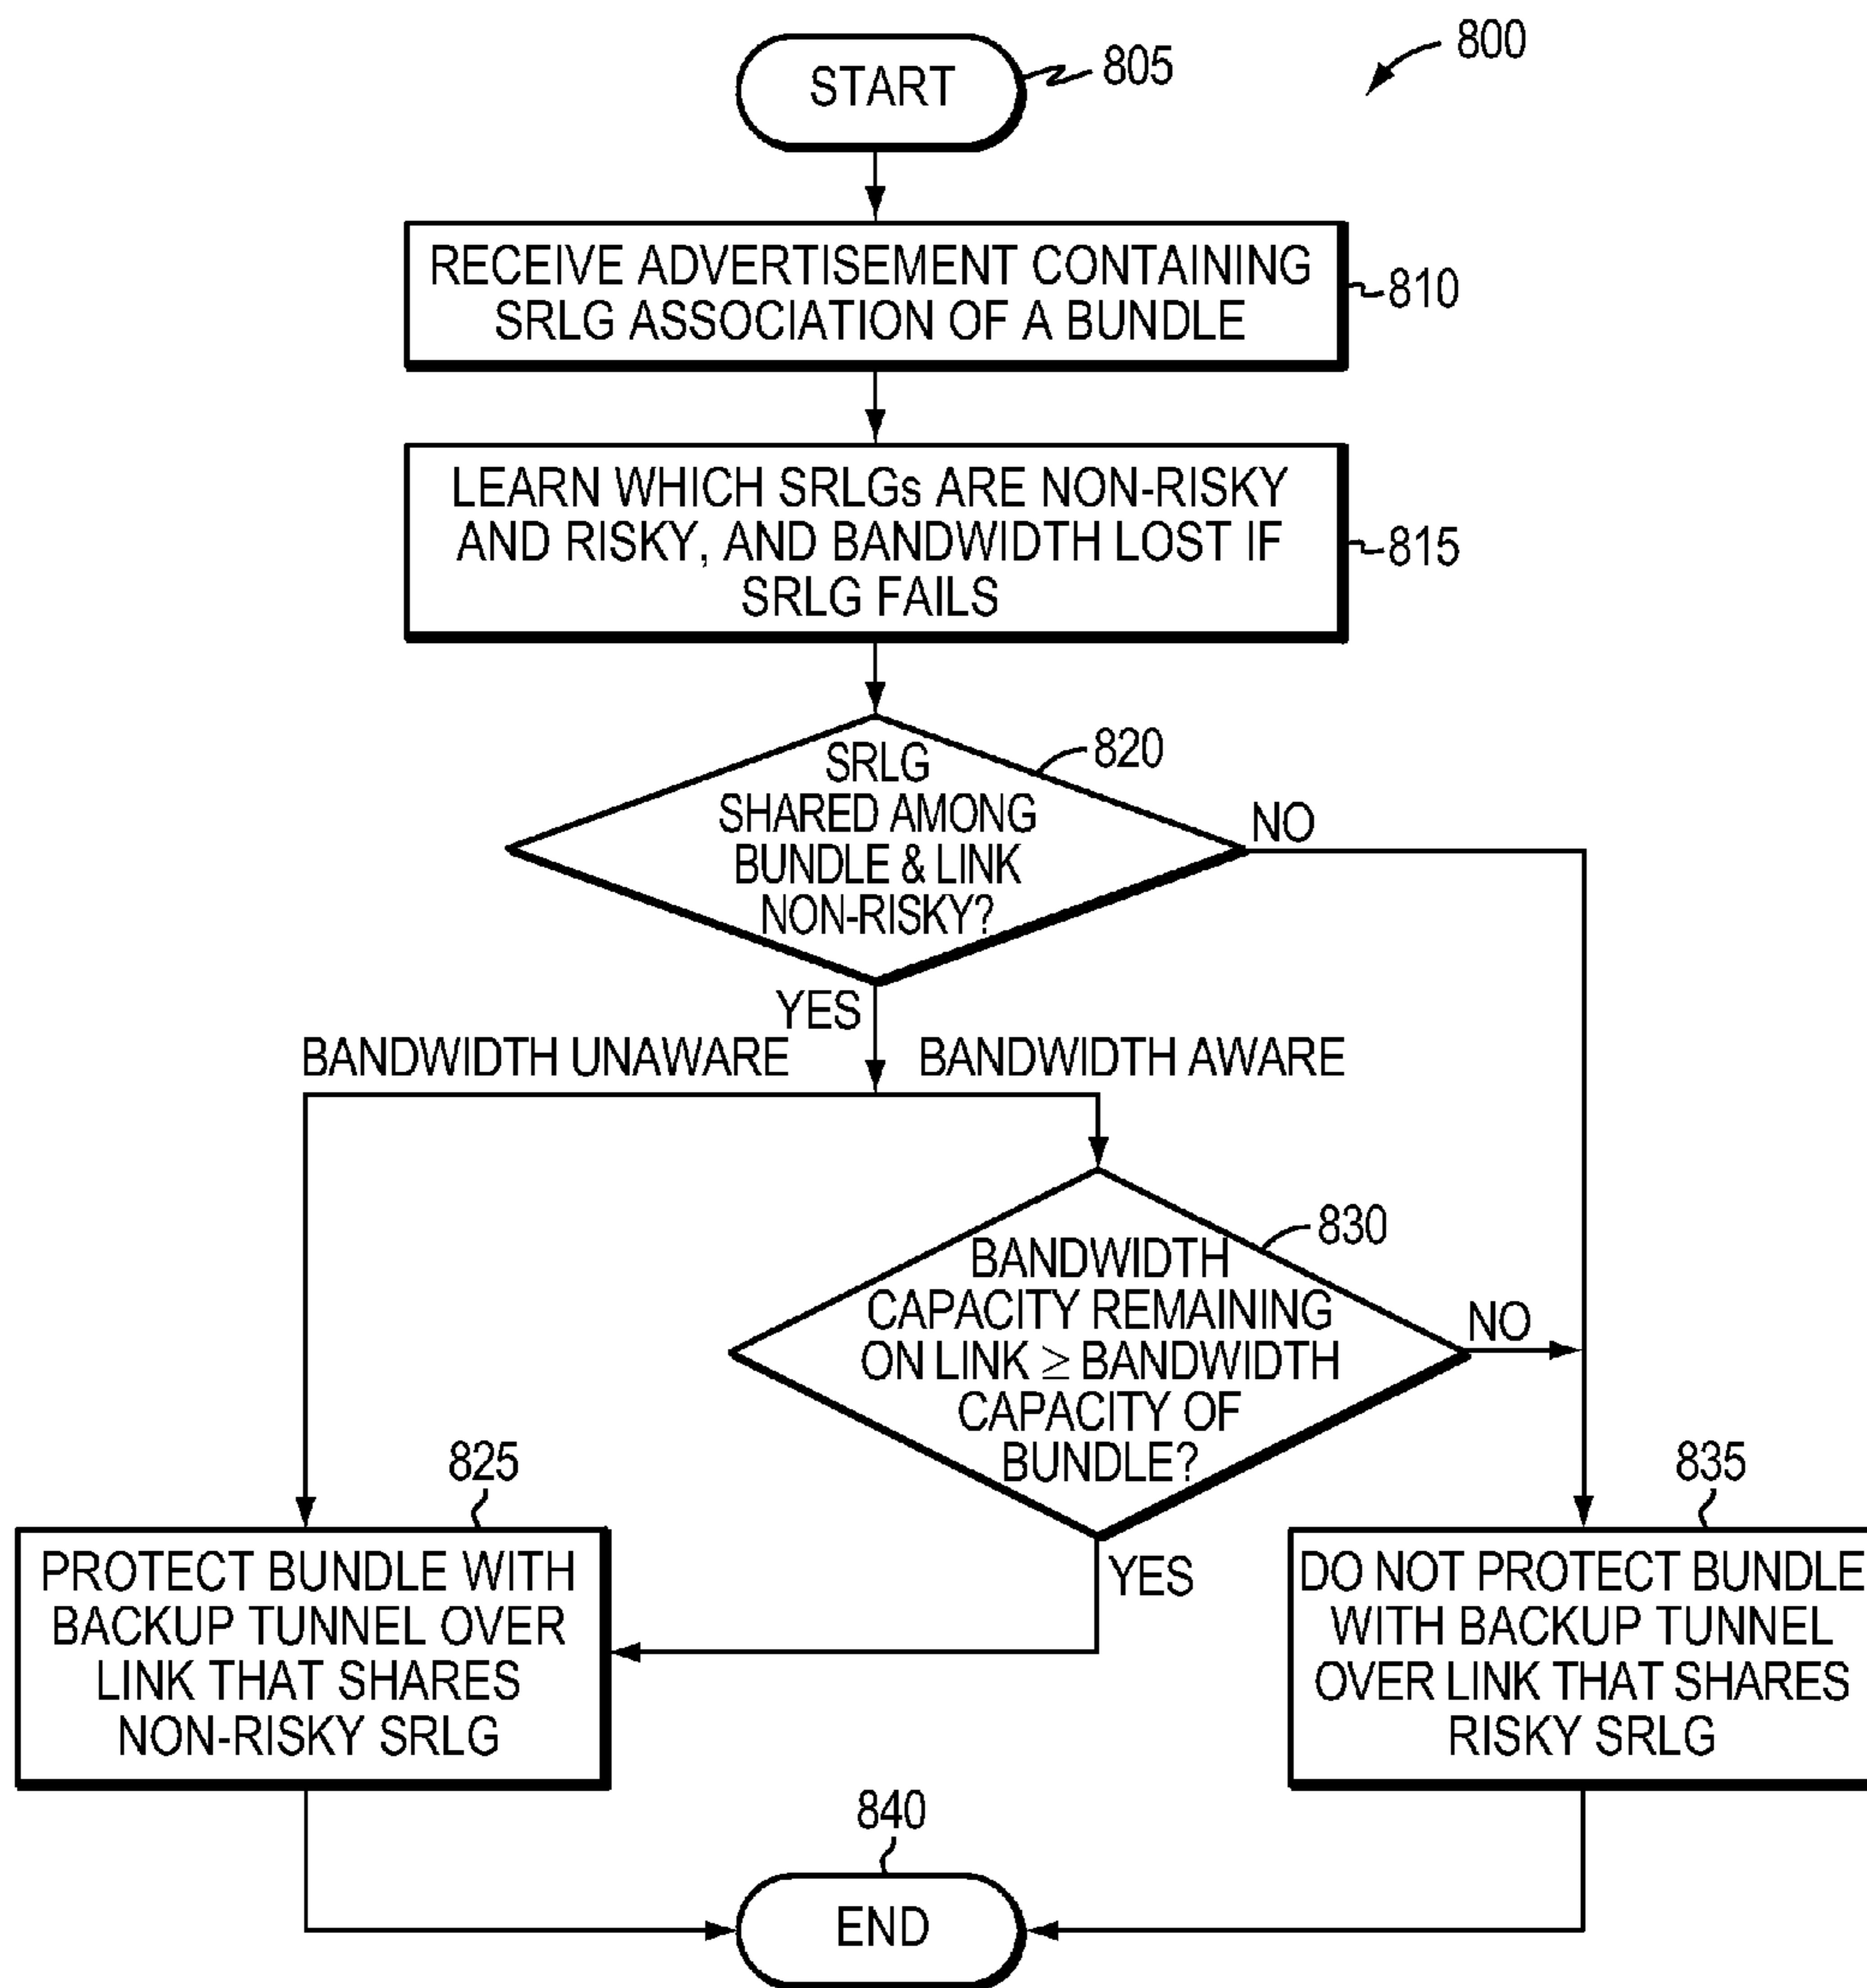 800
START
805
RECEIVE ADVERTISEMENT CONTAINING
SRLG ASSOCIATION OF A BUNDLE
810
LEARN WHICH SRLGs ARE NON-RISKY
AND RISKY, AND BANDWIDTH LOST IF
SRLG FAILS
815
SRLG
SHARED AMONG
BUNDLE & LINK
NON-RISKY?
820
NO
YES
BANDWIDTH UNAWARE
BANDWIDTH AWARE
BANDWIDTH
CAPACITY REMAINING
ON LINK ≥ BANDWIDTH
CAPACITY OF
BUNDLE?
830
NO
YES
825
PROTECT BUNDLE WITH
BACKUP TUNNEL OVER
LINK THAT SHARES
NON-RISKY SRLG
835
DO NOT PROTECT BUNDLE
WITH BACKUP TUNNEL
OVER LINK THAT SHARES
RISKY SRLG
840
END